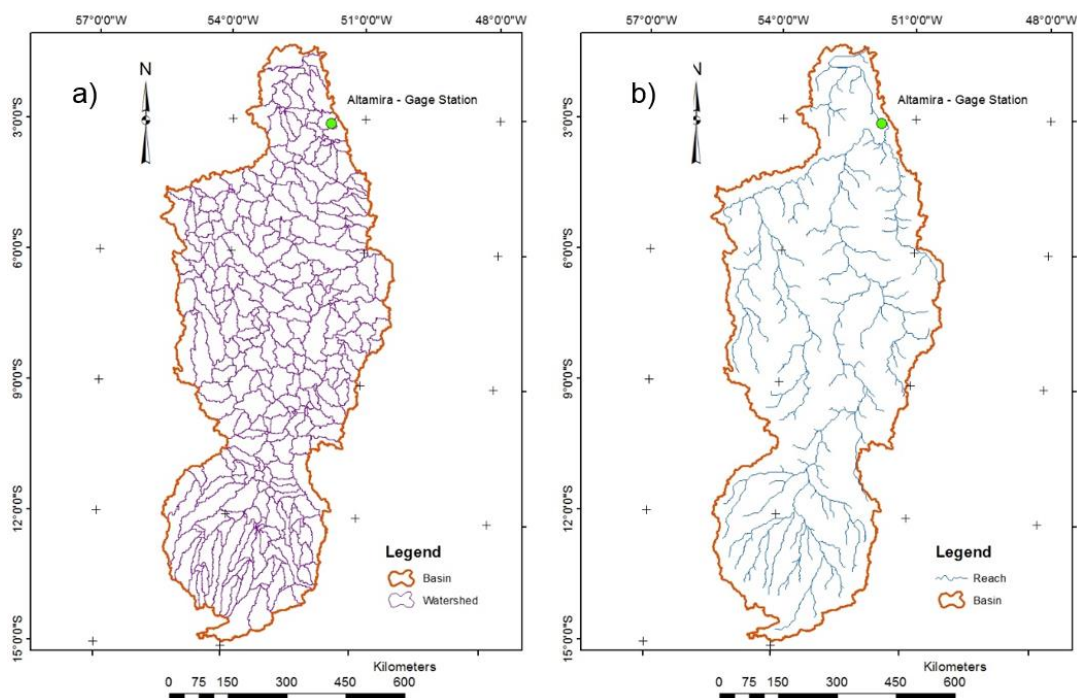 57°0'0"W 54°0'0"W 51°0'0"W 48°0'0"W
a)
N
Altamira - Gage Station
3°0'0"S
6°0'0"S
9°0'0"S
12°0'0"S
15°0'0"S
Legend
Basin
Watershed
Kilometers
0 75 150 300 450 600
57°0'0"W 54°0'0"W 51°0'0"W 48°0'0"W
b)
N
Altamira - Gage Station
3°0'0"S
6°0'0"S
9°0'0"S
12°0'0"S
15°0'0"S
Legend
Reach
Basin
Kilometers
0 75 150 300 450 600